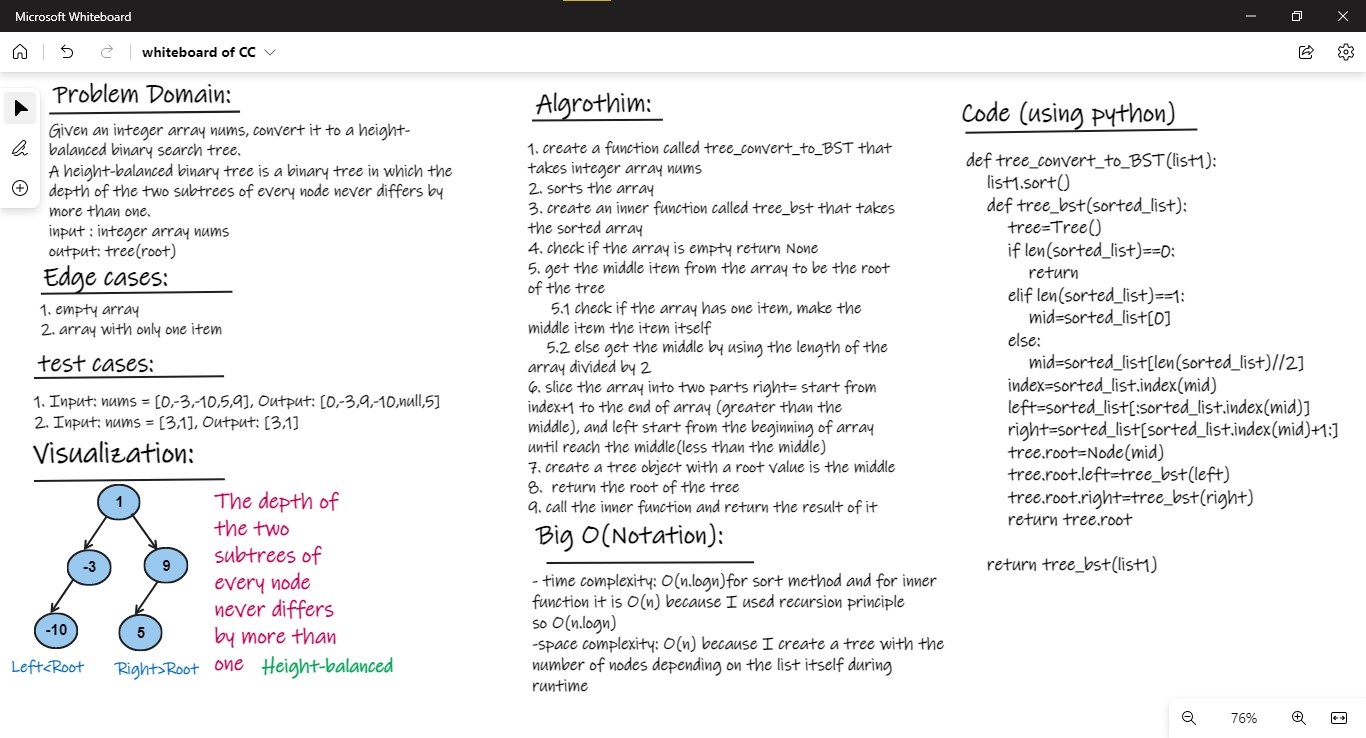 Microsoft Whiteboard
whiteboard of CC
Problem Domain:
Given an integer array nums, convert it to a height-
balanced binary search tree.
A height-balanced binary tree is a binary tree in which the
depth of the two subtrees of every node never differs by
more than one.
input : integer array nums
output: tree(root)
Edge cases:
1. empty array
2. array with only one item
test cases:
1. Input: nums = [0,-3,-10,5,9], Output: [0,-3,9,-10,null,5]
2. Input: nums = [3,1], Output: [3,1]
Visualization:
1
-3
9
-10
5
Left<Root
Right>Root
The depth of
the two
subtrees of
every node
never differs
by more than
one
Height-balanced
Algrothim:
1. create a function called tree_convert_to_BST that
takes integer array nums
2. sorts the array
3. create an inner function called tree_bst that takes
the sorted array
4. check if the array is empty return None
5. get the middle item from the array to be the root
of the tree
5.1 check if the array has one item, make the
middle item the item itself
5.2 else get the middle by using the length of the
array divided by 2
6. slice the array into two parts right= start from
index+1 to the end of array (greater than the
middle), and left start from the beginning of array
until reach the middle(less than the middle)
7. create a tree object with a root value is the middle
8. return the root of the tree
9. call the inner function and return the result of it
Big O(Notation):
- time complexity: O(n.logn)for sort method and for inner
function it is O(n) because I used recursion principle
so O(n.logn)
-space complexity: O(n) because I create a tree with the
number of nodes depending on the list itself during
runtime
Code (using python)
def tree_convert_to_BST(list1):
list1.sort()
def tree_bst(sorted_list):
tree=Tree()
if len(sorted_list)==0:
return
elif len(sorted_list)==1:
mid=sorted_list[0]
else:
mid=sorted_list[len(sorted_list)//2]
index=sorted_list.index(mid)
left=sorted_list[:sorted_list.index(mid)]
right=sorted_list[sorted_list.index(mid)+1:]
tree.root=Node(mid)
tree.root.left=tree_bst(left)
tree.root.right=tree_bst(right)
return tree.root
return tree_bst(list1)
76%